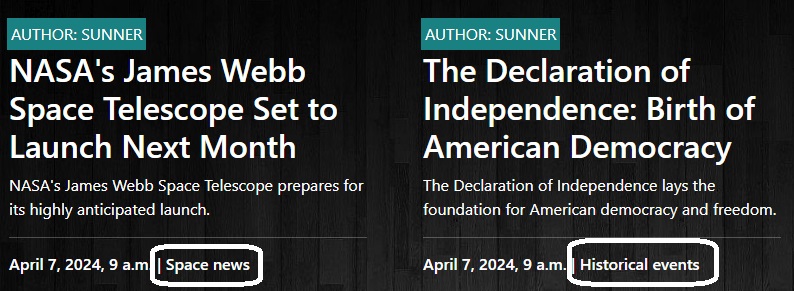 AUTHOR: SUNNER
NASA's James Webb
Space Telescope Set to
Launch Next Month
NASA's James Webb Space Telescope prepares for
its highly anticipated launch.
April 7, 2024, 9 a.m. | Space news
AUTHOR: SUNNER
The Declaration of
Independence: Birth of
American Democracy
The Declaration of Independence lays the
foundation for American democracy and freedom.
April 7, 2024, 9 a.m. | Historical events